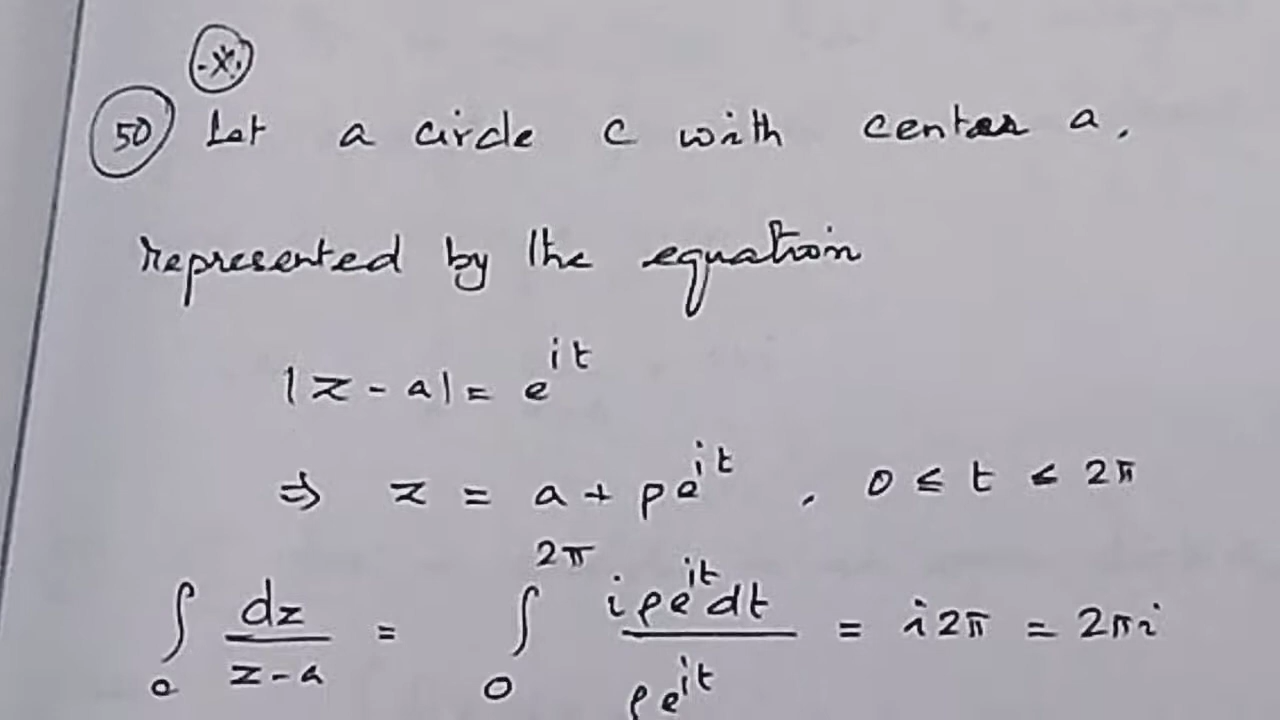 -X.
50 Let a circle C with center a,
represented by the equation
|z - a| = e^{it}
⇒ z = a + ρe^{it}, 0 ≤ t ≤ 2π
∫_c dz/(z-a) = ∫_0^{2π} iρe^{it}dt/ρe^{it} = i2π = 2πi